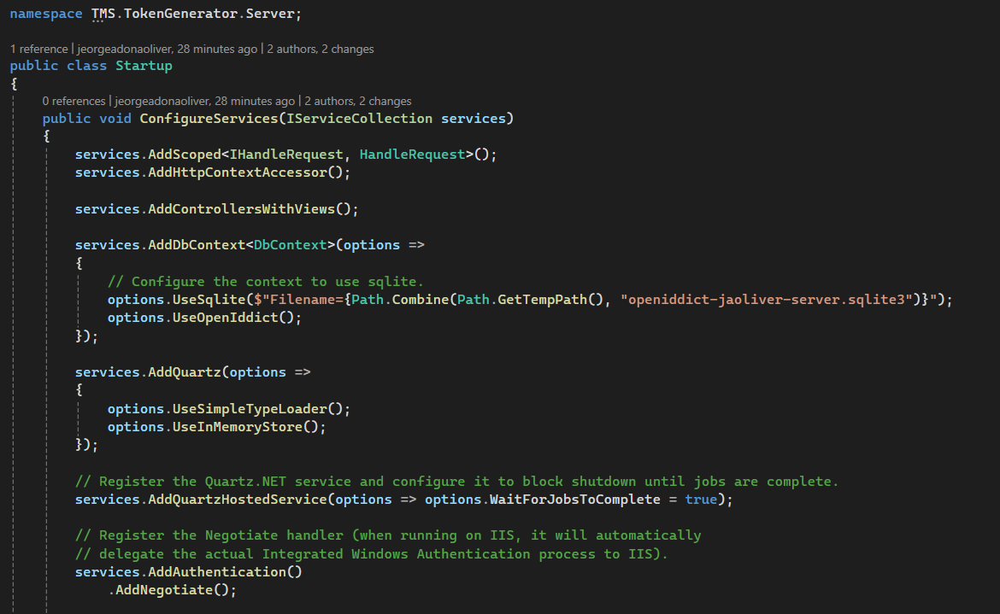 namespace TMS.TokenGenerator.Server;
1 reference | jeorgeadonaoliver, 28 minutes ago | 2 authors, 2 changes
public class Startup
{
0 references | jeorgeadonaoliver, 28 minutes ago | 2 authors, 2 changes
public void ConfigureServices(IServiceCollection services)
{
services.AddScoped<IHandleRequest, HandleRequest>();
services.AddHttpContextAccessor();
services.AddControllersWithViews();
services.AddDbContext<DbContext>(options =>
{
// Configure the context to use sqlite.
options.UseSqlite($"Filename={Path.Combine(Path.GetTempPath(), "openiddict-jaoliver-server.sqlite3")}");
options.UseOpenIddict();
});
services.AddQuartz(options =>
{
options.UseSimpleTypeLoader();
options.UseInMemoryStore();
});
// Register the Quartz.NET service and configure it to block shutdown until jobs are complete.
services.AddQuartzHostedService(options => options.WaitForJobsToComplete = true);
// Register the Negotiate handler (when running on IIS, it will automatically
// delegate the actual Integrated Windows Authentication process to IIS).
services.AddAuthentication()
.AddNegotiate();